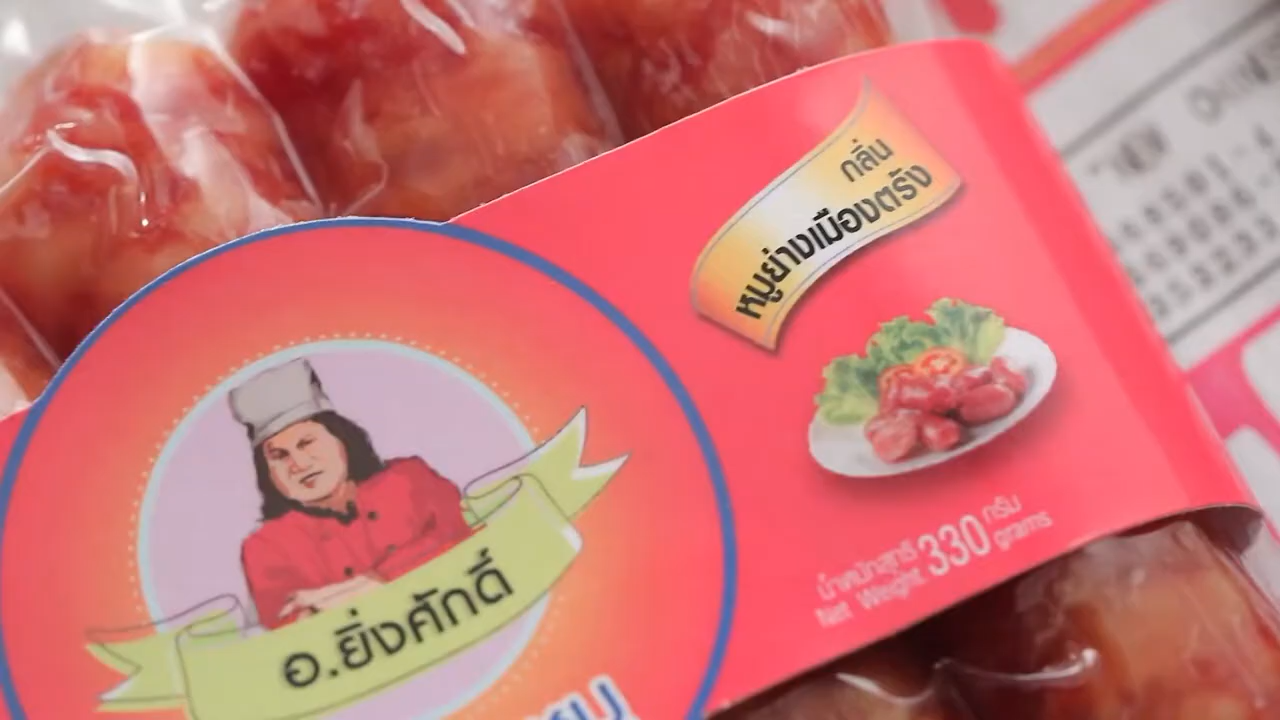 กลิ่น
หมูย่างเมืองตรัง
อ.ยิ่งศักดิ์
น้ำหนักสุทธิ 330 กรัม
Net Weight grams